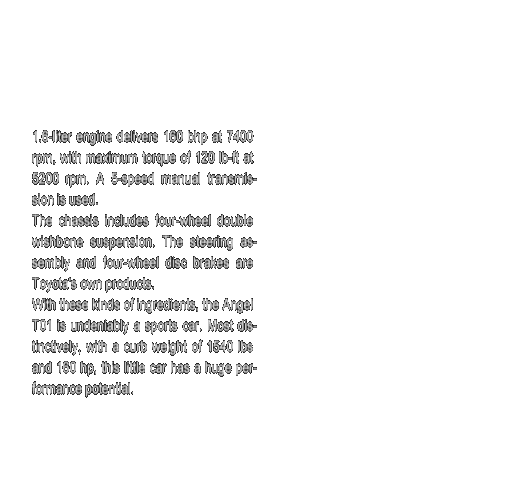 1.6-liter engine delivers 160 bhp at 7400
rpm, with maximum torque of 120 lb-ft at
5200 rpm. A 5-speed manual transmis-
sion is used.
The chassis includes four-wheel double
wishbone suspension. The steering as-
sembly and four-wheel disc brakes are
Toyota's own products.
With these kinds of ingredients, the Angel
T01 is undeniably a sports car. Most dis-
tinctively, with a curb weight of 1540 lbs
and 160 hp, this little car has a huge per-
formance potential.